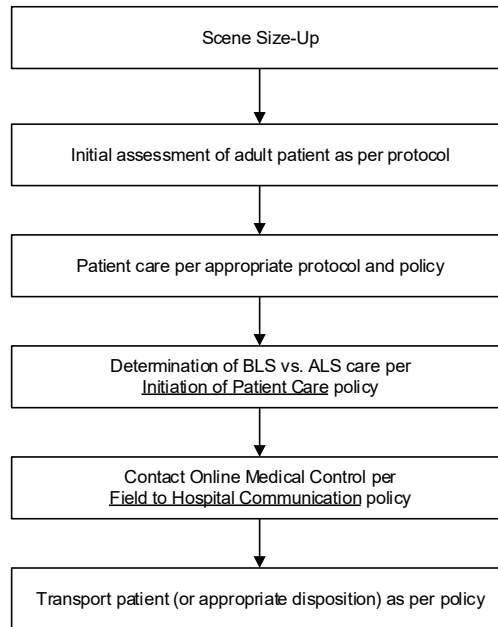 Scene Size-Up
Initial assessment of adult patient as per protocol
Patient care per appropriate protocol and policy
Determination of BLS vs. ALS care per
Initiation of Patient Care policy
Contact Online Medical Control per
Field to Hospital Communication policy
Transport patient (or appropriate disposition) as per policy